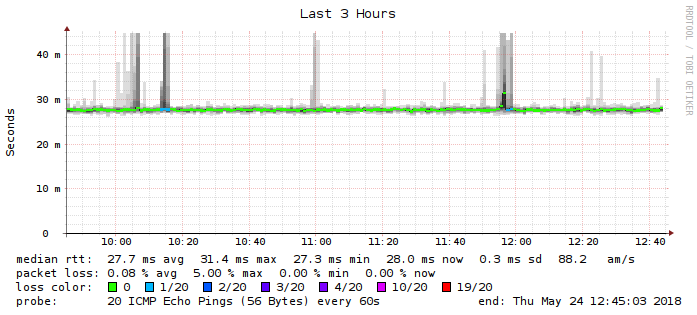 Last 3 Hours
RRDTOOL / TOBI OETIKER
Seconds
40 m
30 m
20 m
10 m
0
10:00 10:20 10:40 11:00 11:20 11:40 12:00 12:20 12:40
median rtt: 27.7 ms avg 31.4 ms max 27.3 ms min 28.0 ms now 0.3 ms sd 88.2 am/s
packet loss: 0.08 % avg 5.00 % max 0.00 % min 0.00 % now
loss color: 0 1/20 2/20 3/20 4/20 10/20 19/20
probe: 20 ICMP Echo Pings (56 Bytes) every 60s end: Thu May 24 12:45:03 2018